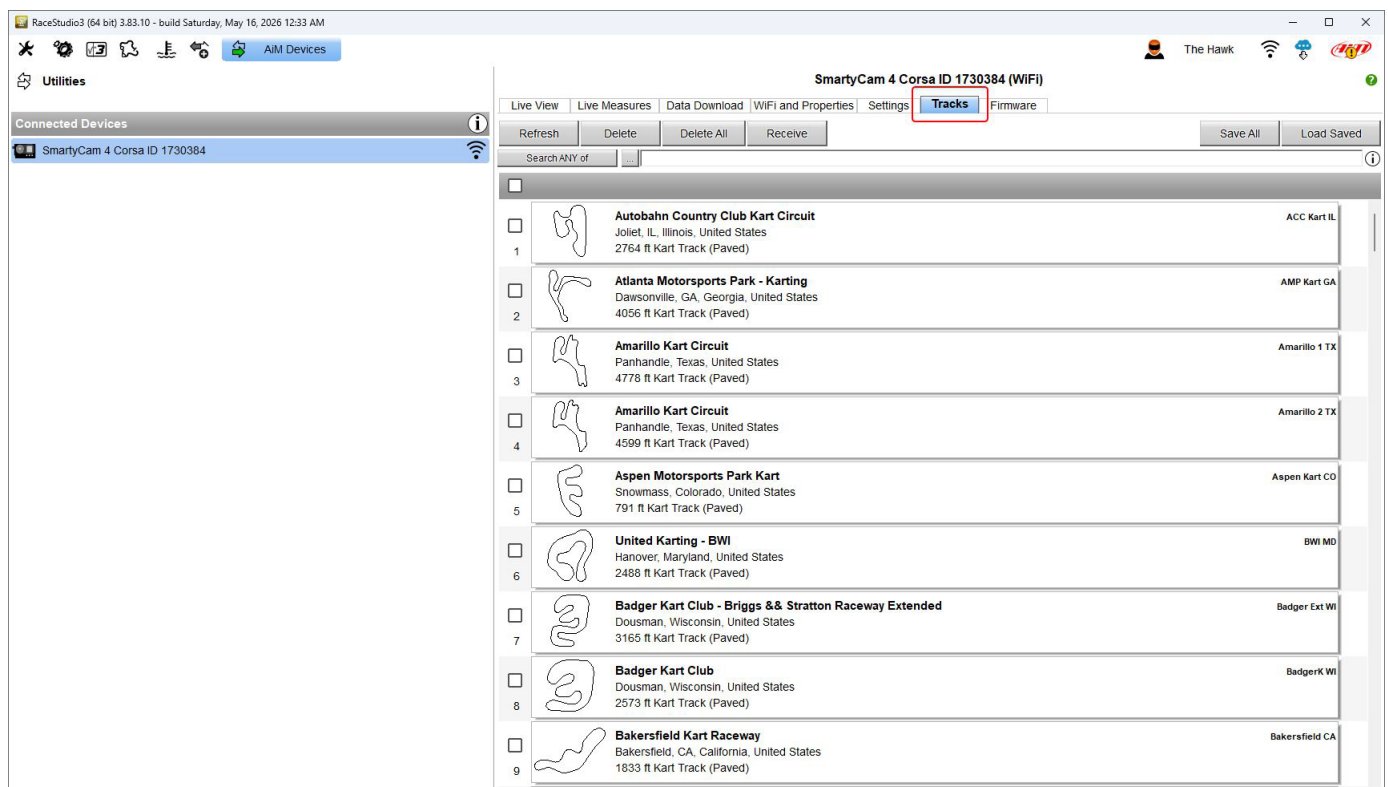 RaceStudio3 (64 bit) 3.83.10 - build Saturday, May 16, 2026 12:33 AM
AiM Devices
The Hawk
Utilities
SmartyCam 4 Corsa ID 1730384 (WiFi)
Live View Live Measures Data Download WiFi and Properties Settings Tracks Firmware
Connected Devices
SmartyCam 4 Corsa ID 1730384
Refresh Delete Delete All Receive Save All Load Saved
Search ANY of ...
Autobahn Country Club Kart Circuit ACC Kart IL
Joliet, IL, Illinois, United States
2764 ft Kart Track (Paved)
1
Atlanta Motorsports Park - Karting AMP Kart GA
Dawsonville, GA, Georgia, United States
4056 ft Kart Track (Paved)
2
Amarillo Kart Circuit Amarillo 1 TX
Panhandle, Texas, United States
4778 ft Kart Track (Paved)
3
Amarillo Kart Circuit Amarillo 2 TX
Panhandle, Texas, United States
4599 ft Kart Track (Paved)
4
Aspen Motorsports Park Kart Aspen Kart CO
Snowmass, Colorado, United States
791 ft Kart Track (Paved)
5
United Karting - BWI BWI MD
Hanover, Maryland, United States
2488 ft Kart Track (Paved)
6
Badger Kart Club - Briggs && Stratton Raceway Extended Badger Ext WI
Dousman, Wisconsin, United States
3165 ft Kart Track (Paved)
7
Badger Kart Club BadgerK WI
Dousman, Wisconsin, United States
2573 ft Kart Track (Paved)
8
Bakersfield Kart Raceway Bakersfield CA
Bakersfield, CA, California, United States
1833 ft Kart Track (Paved)
9